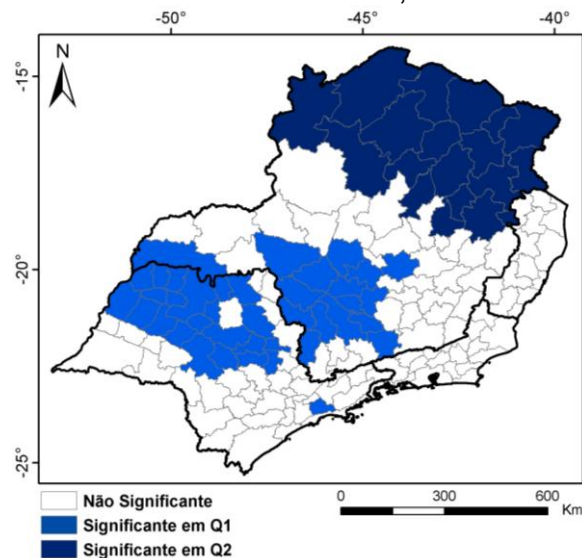 -50° -45° -40°
N
-15°
-20°
-25°
Não Significante
Significante em Q1
Significante em Q2
0 300 600
Km